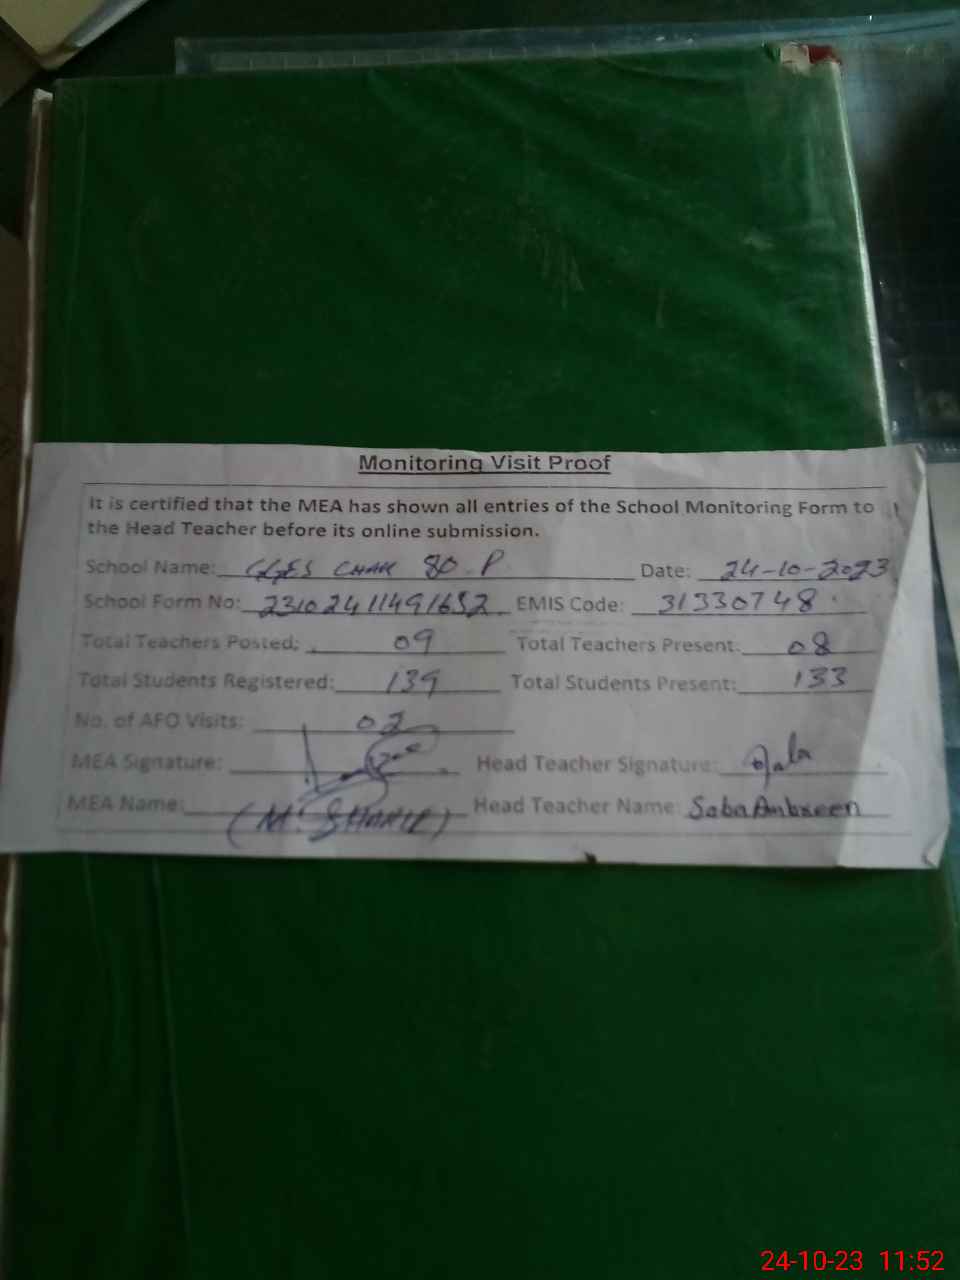 Monitoring Visit Proof
It is certified that the MEA has shown all entries of the School Monitoring Form to
the Head Teacher before its online submission.
School Name: GGES CHAK 80-P Date: 24-10-2023
School Form No: 23102411491652 EMIS Code: 31330748
Total Teachers Posted: 09 Total Teachers Present: 08
Total Students Registered: 139 Total Students Present: 133
No. of AFO Visits: 02
MEA Signature: Head Teacher Signature:
MEA Name: Head Teacher Name: Saba Ambreen
24-10-23 11:52